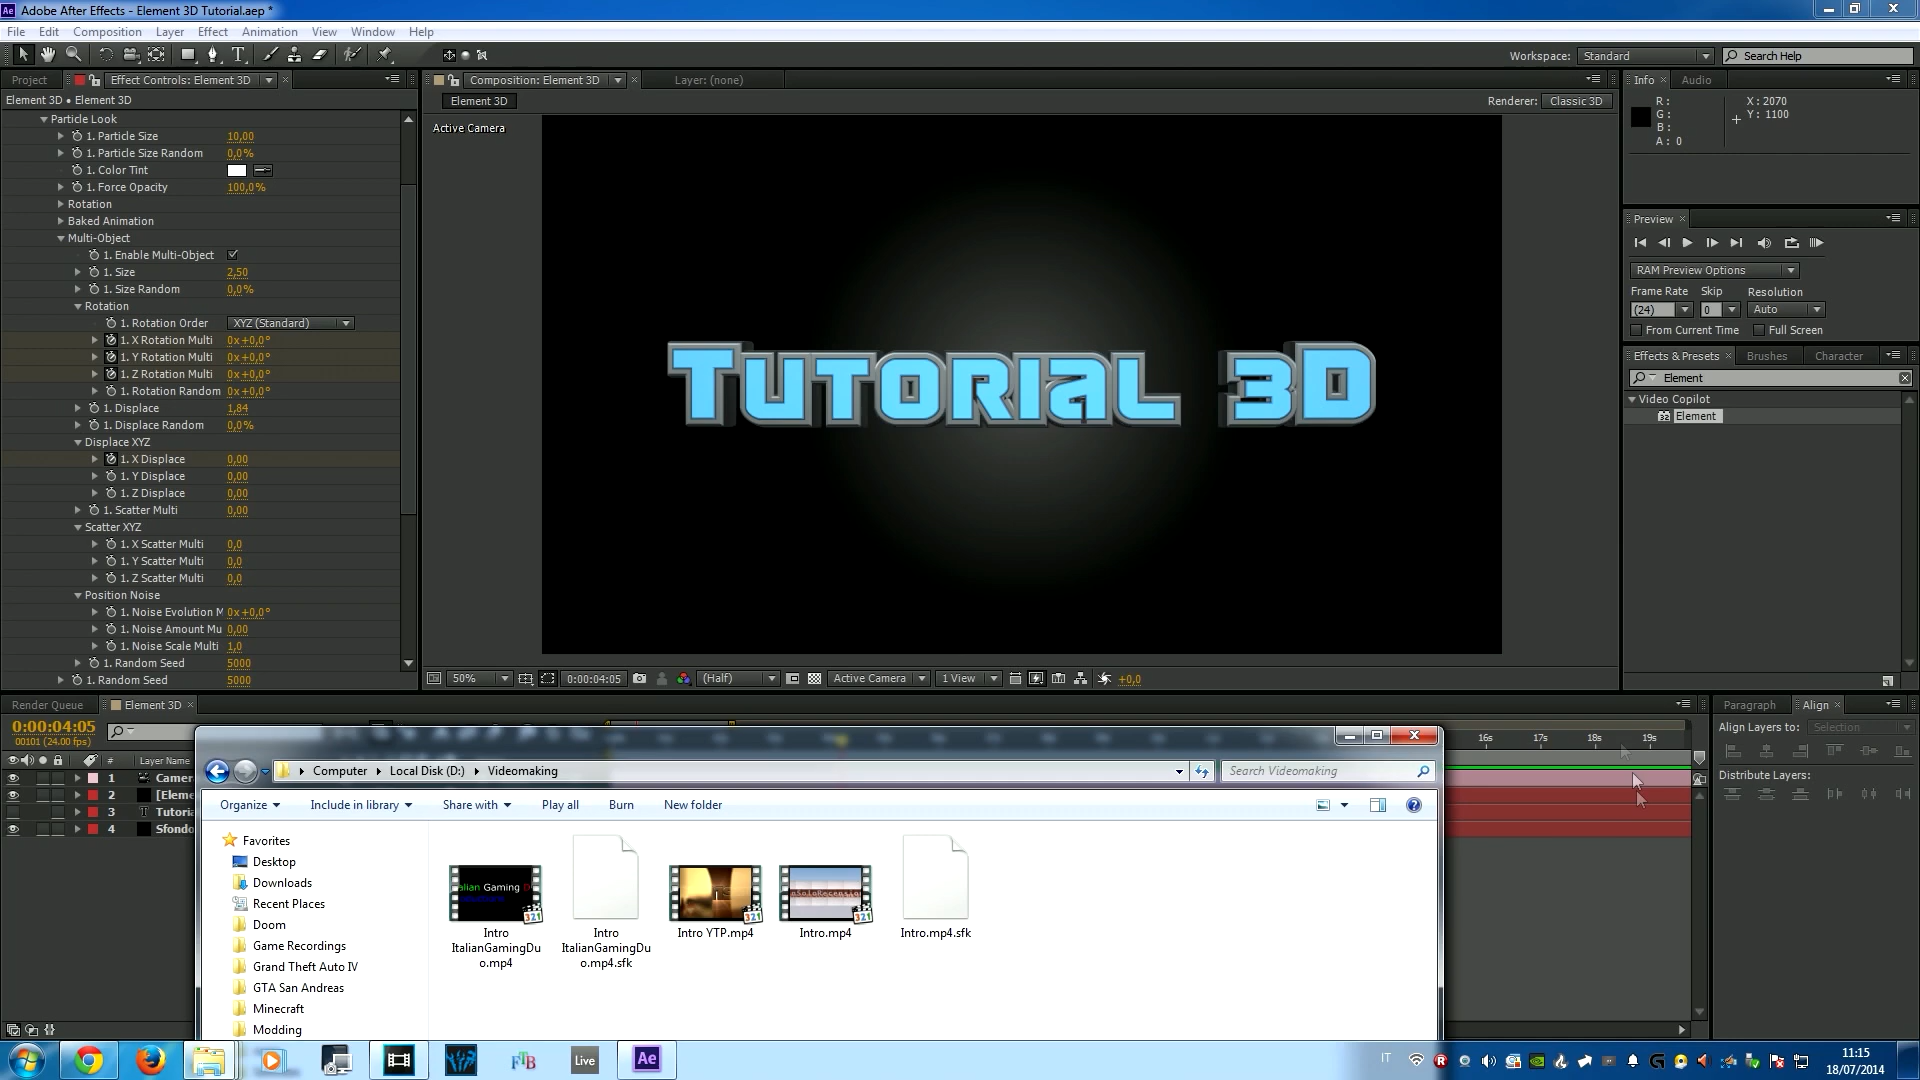 Adobe After Effects - Element 3D Tutorial.aep *
File Edit Composition Layer Effect Animation View Window Help
Workspace: Standard Search Help
Project Effect Controls: Element 3D
Composition: Element 3D Layer: (none)
Info Audio
Element 3D • Element 3D
Element 3D
Renderer: Classic 3D
Active Camera
R :
G :
B :
A : 0
X : 2070
Y : 1100
Particle Look
1. Particle Size 10,00
1. Particle Size Random 0,0%
1. Color Tint
1. Force Opacity 100,0%
Rotation
Baked Animation
Multi-Object
1. Enable Multi-Object
1. Size 2,50
1. Size Random 0,0%
Rotation
1. Rotation Order XYZ (Standard)
1. X Rotation Multi 0x+0,0°
1. Y Rotation Multi 0x+0,0°
1. Z Rotation Multi 0x+0,0°
1. Rotation Random 0x+0,0°
1. Displace 1,84
1. Displace Random 0,0%
Displace XYZ
1. X Displace 0,00
1. Y Displace 0,00
1. Z Displace 0,00
1. Scatter Multi 0,00
Scatter XYZ
1. X Scatter Multi 0,0
1. Y Scatter Multi 0,0
1. Z Scatter Multi 0,0
Position Noise
1. Noise Evolution M 0x+0,0°
1. Noise Amount Mu 0,00
1. Noise Scale Multi 1,0
1. Random Seed 5000
1. Random Seed 5000
Tutorial 3D
50% 0:00:04:05 (Half) Active Camera 1 View +0,0
Preview
RAM Preview Options
Frame Rate Skip Resolution
(24) 0 Auto
From Current Time Full Screen
Effects & Presets Brushes Character
Element
Video Copilot
Element
Render Queue Element 3D
0:00:04:05
00101 (24.00 fps)
# Layer Name
1 Camer
2 [Eleme
3 T Tutoria
4 Sfondo
16s 17s 18s 19s
Paragraph Align
Align Layers to: Selection
Distribute Layers:
Computer Local Disk (D:) Videomaking
Search Videomaking
Organize Include in library Share with Play all Burn New folder
Favorites
Desktop
Downloads
Recent Places
Doom
Game Recordings
Grand Theft Auto IV
GTA San Andreas
Minecraft
Modding
Intro
ItalianGamingDu
o.mp4
Intro
ItalianGamingDu
o.mp4.sfk
Intro YTP.mp4
Intro.mp4
Intro.mp4.sfk
FTB Live Ae
IT
11:15
18/07/2014